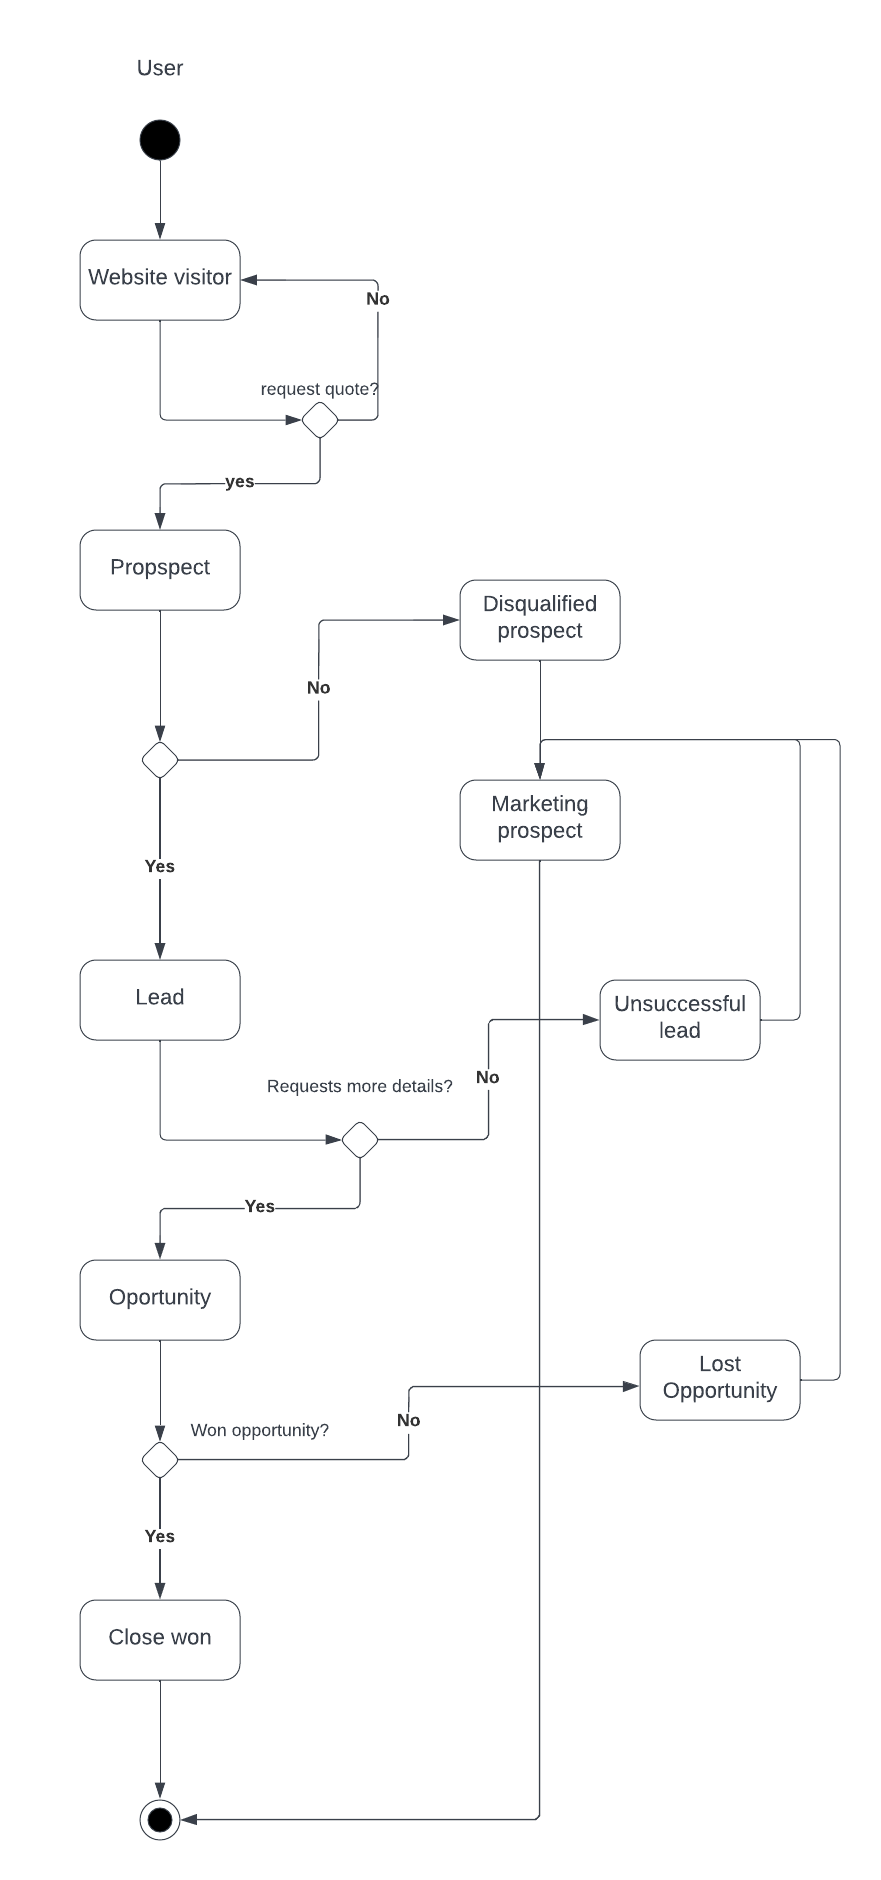 User
Website visitor
No
request quote?
yes
Propspect
Disqualified
prospect
No
Marketing
prospect
Yes
Lead
Unsuccessful
lead
Requests more details?
No
Yes
Oportunity
Lost
Opportunity
Won opportunity?
No
Yes
Close won